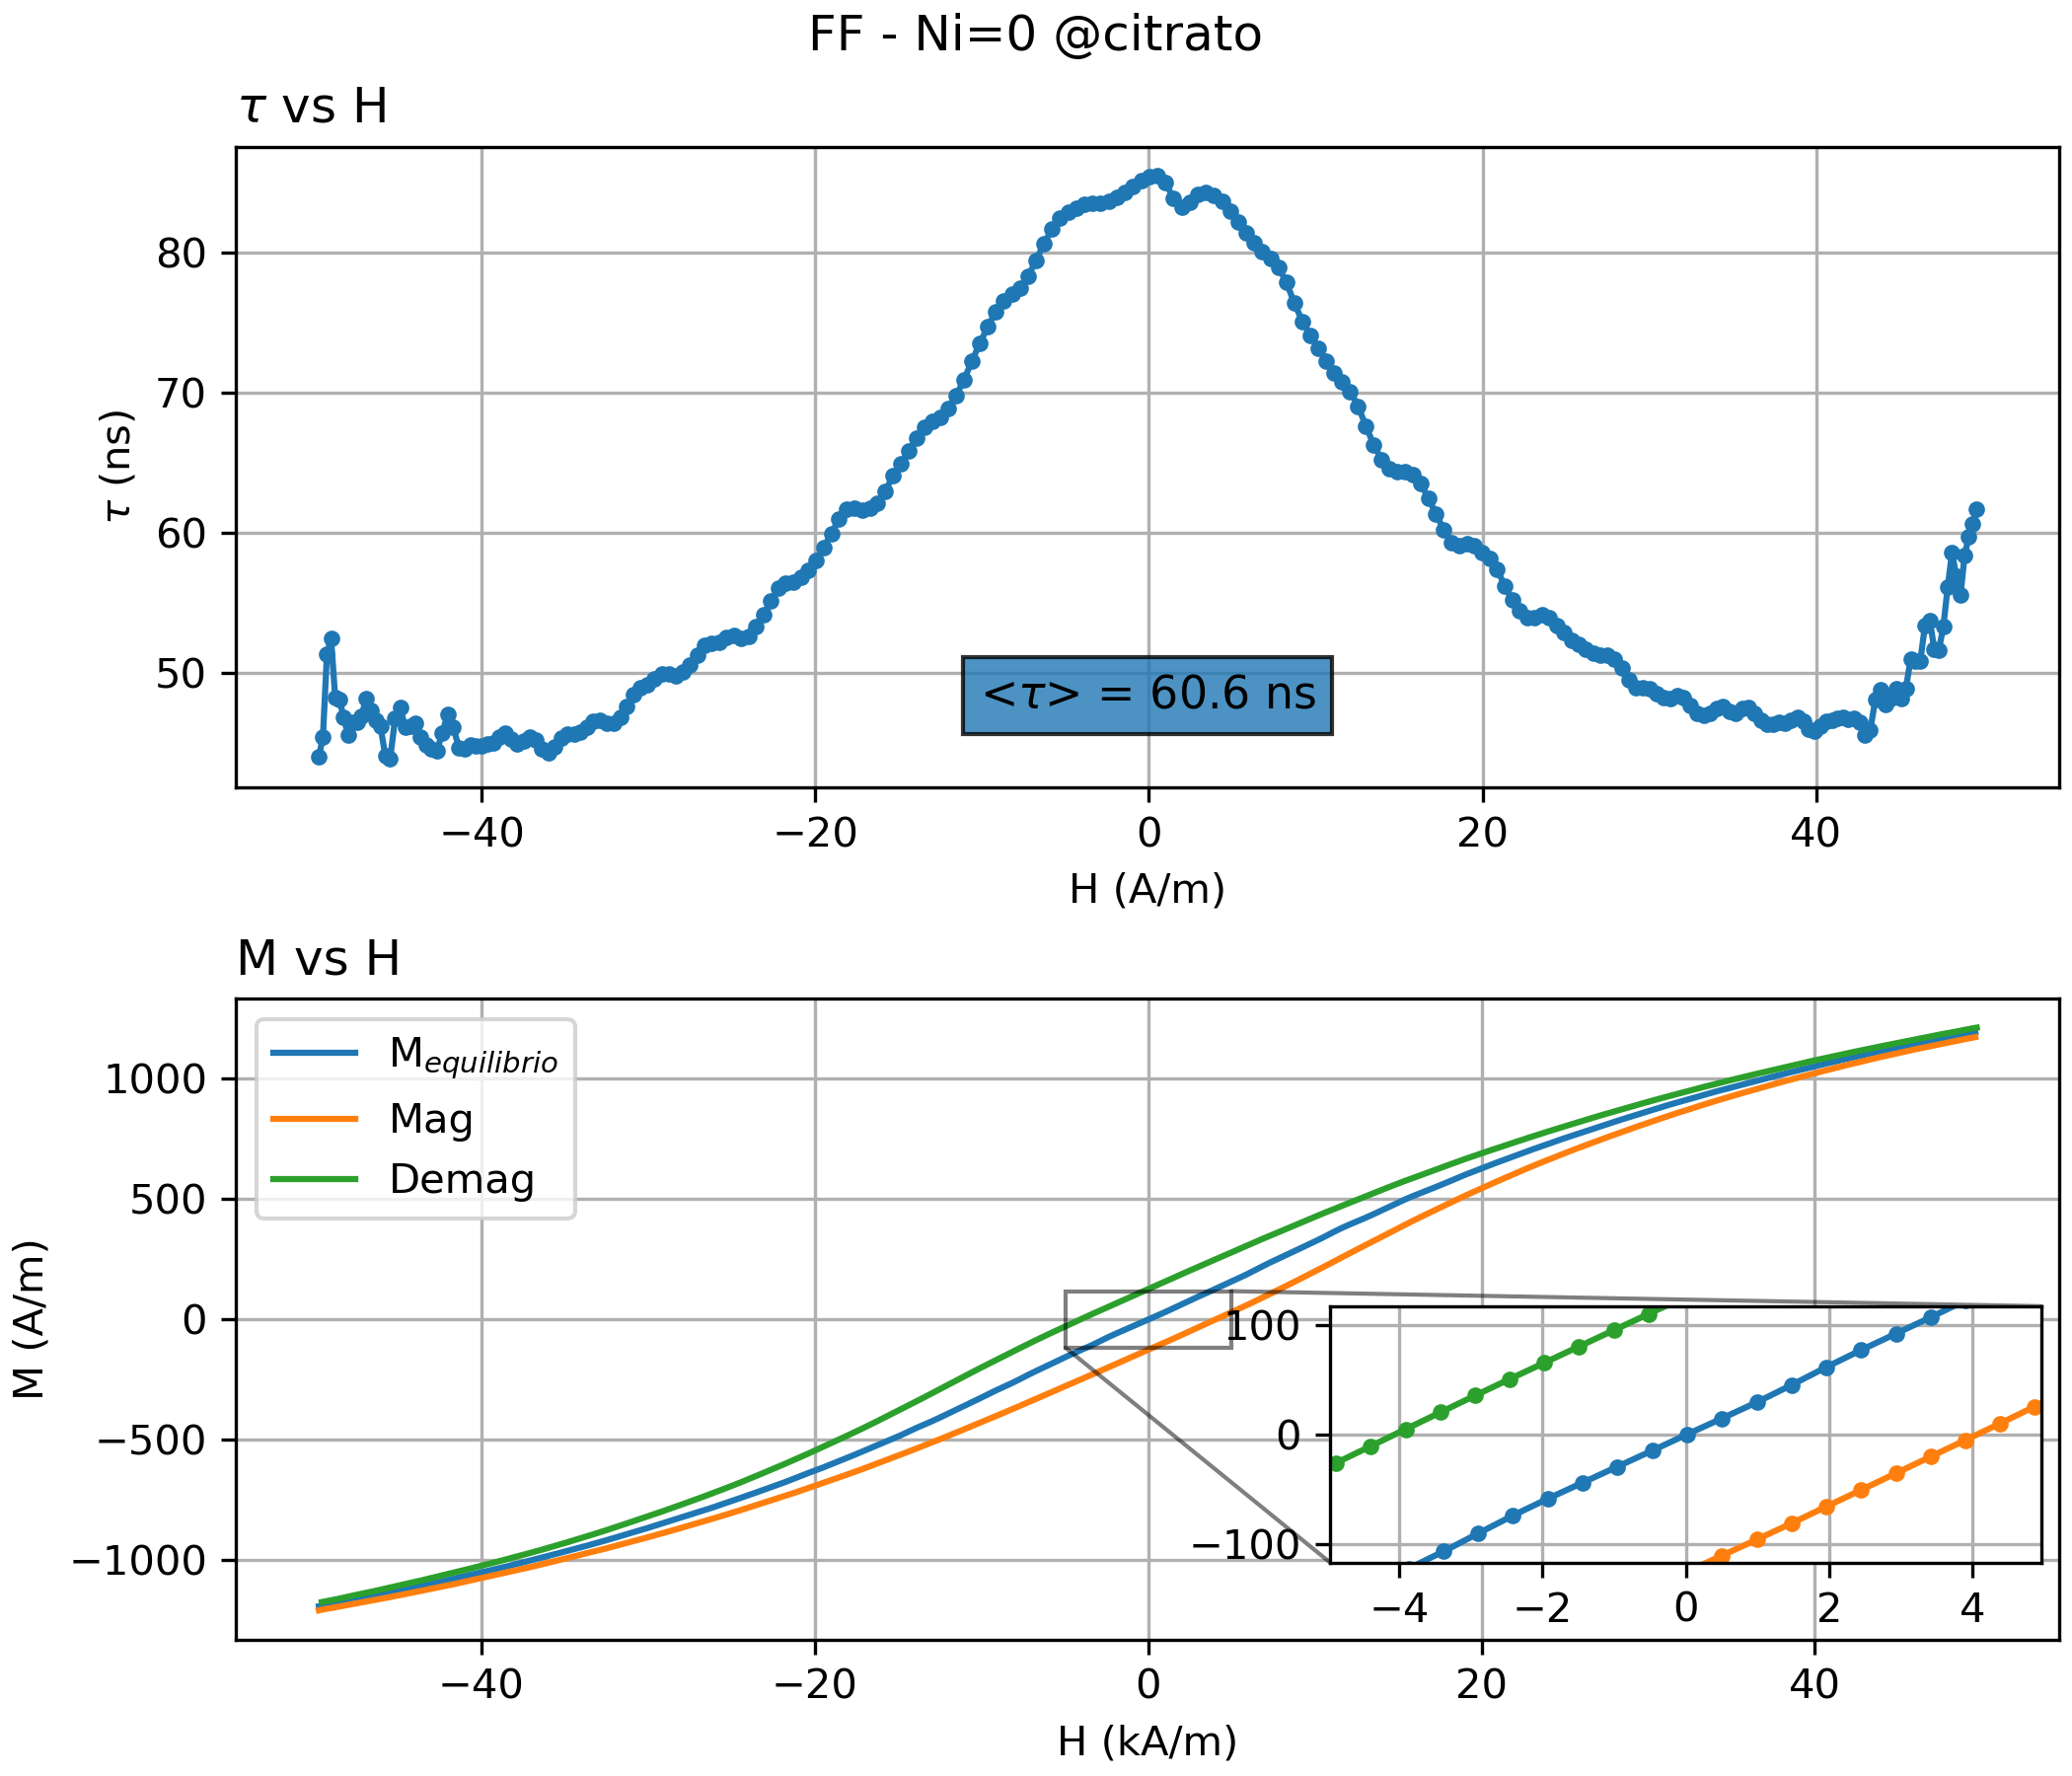 FF - Ni=0 @citrato
τ vs H
80
70
60
50
τ (ns)
<τ> = 60.6 ns
−40 −20 0 20 40
H (A/m)
M vs H
M equilibrio
Mag
Demag
1000
500
0
−500
−1000
M (A/m)
100
0
−100
−4 −2 0 2 4
−40 −20 0 20 40
H (kA/m)